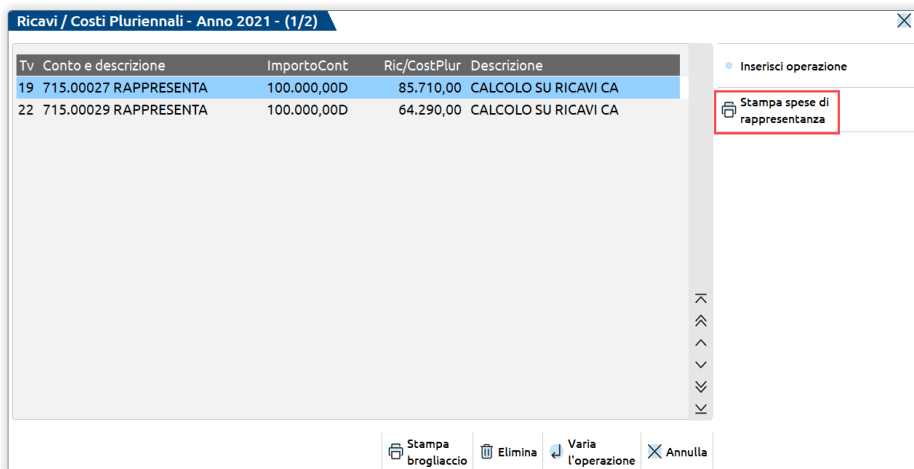 Ricavi / Costi Pluriennali - Anno 2021 - (1/2)
Tv Conto e descrizione ImportoCont Ric/CostPlur Descrizione
19 715.00027 RAPPRESENTA 100.000,00D 85.710,00 CALCOLO SU RICAVI CA
22 715.00029 RAPPRESENTA 100.000,00D 64.290,00 CALCOLO SU RICAVI CA
Inserisci operazione
Stampa spese di
rappresentanza
Stampa
brogliaccio
Elimina
Varia
l'operazione
Annulla